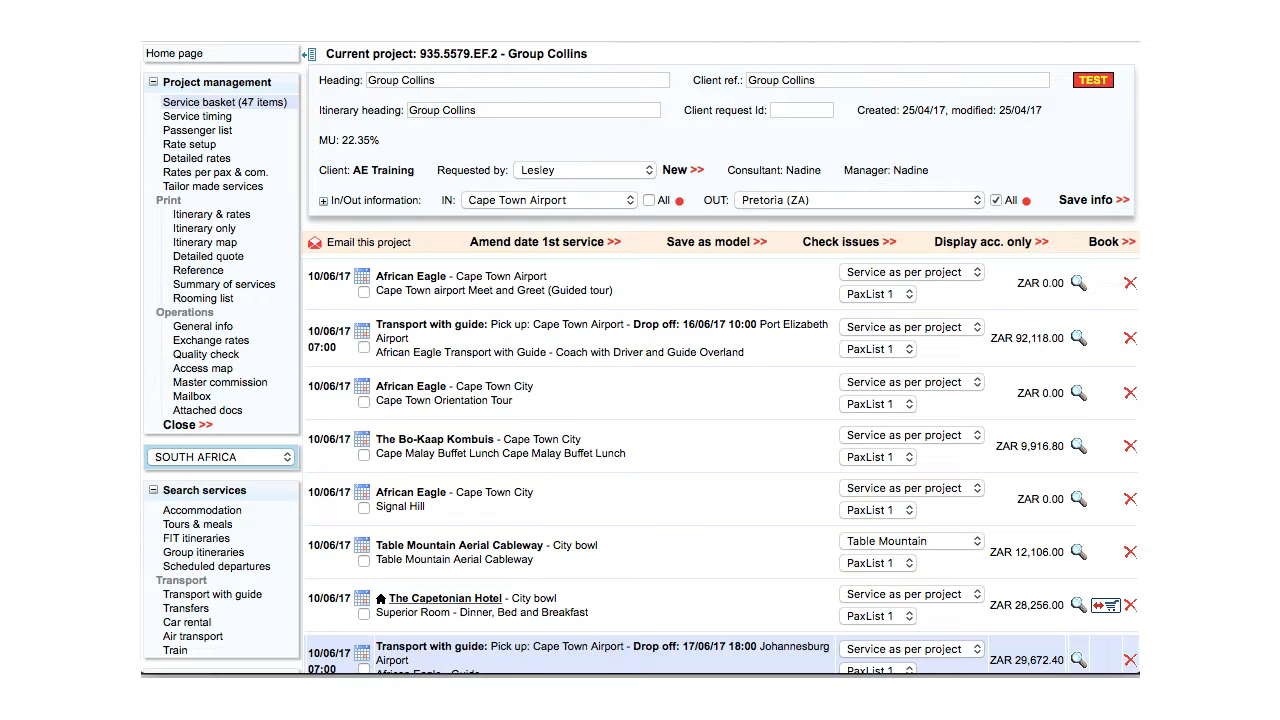 Home page
Current project: 935.5579.EF.2 - Group Collins
Project management
Service basket (47 items)
Service timing
Passenger list
Rate setup
Detailed rates
Rates per pax & com.
Tailor made services
Print
Itinerary & rates
Itinerary only
Itinerary map
Detailed quote
Reference
Summary of services
Rooming list
Operations
General info
Exchange rates
Quality check
Access map
Master commission
Mailbox
Attached docs
Close >>
SOUTH AFRICA
Search services
Accommodation
Tours & meals
FIT itineraries
Group itineraries
Scheduled departures
Transport
Transport with guide
Transfers
Car rental
Air transport
Train
Heading: Group Collins Client ref.: Group Collins TEST
Itinerary heading: Group Collins Client request Id: Created: 25/04/17, modified: 25/04/17
MU: 22.35%
Client: AE Training Requested by: Lesley New >> Consultant: Nadine Manager: Nadine
In/Out information: IN: Cape Town Airport All OUT: Pretoria (ZA) All Save info >>
Email this project Amend date 1st service >> Save as model >> Check issues >> Display acc. only >> Book >>
10/06/17 African Eagle - Cape Town Airport Service as per project ZAR 0.00
Cape Town airport Meet and Greet (Guided tour) PaxList 1
10/06/17 Transport with guide: Pick up: Cape Town Airport - Drop off: 16/06/17 10:00 Port Elizabeth Service as per project ZAR 92,118.00
07:00 Airport PaxList 1
African Eagle Transport with Guide - Coach with Driver and Guide Overland
10/06/17 African Eagle - Cape Town City Service as per project ZAR 0.00
Cape Town Orientation Tour PaxList 1
10/06/17 The Bo-Kaap Kombuis - Cape Town City Service as per project ZAR 9,916.80
Cape Malay Buffet Lunch Cape Malay Buffet Lunch PaxList 1
10/06/17 African Eagle - Cape Town City Service as per project ZAR 0.00
Signal Hill PaxList 1
10/06/17 Table Mountain Aerial Cableway - City bowl Table Mountain ZAR 12,106.00
Table Mountain Aerial Cableway PaxList 1
10/06/17 The Capetonian Hotel - City bowl Service as per project ZAR 28,256.00
Superior Room - Dinner, Bed and Breakfast PaxList 1
10/06/17 Transport with guide: Pick up: Cape Town Airport - Drop off: 17/06/17 18:00 Johannesburg Service as per project ZAR 29,672.40
07:00 Airport PaxList 1
African Eagle - Guide